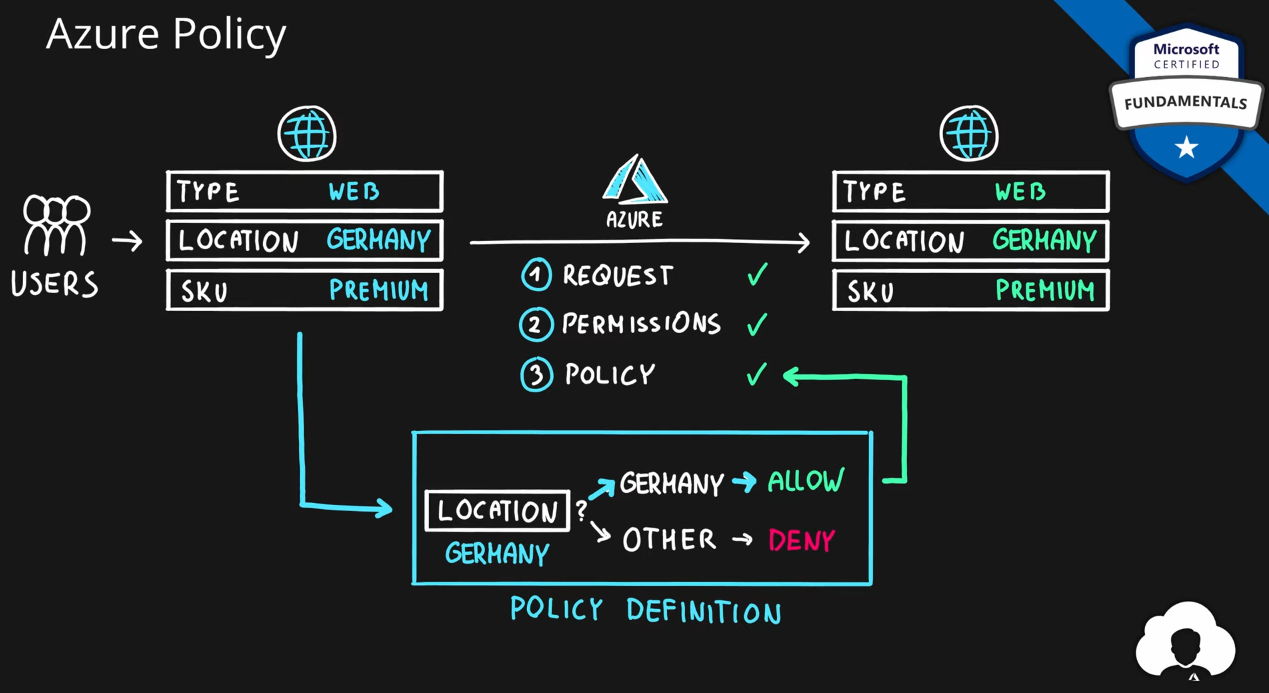 Azure Policy
Microsoft
CERTIFIED
FUNDAMENTALS
USERS
TYPE WEB
LOCATION GERMANY
SKU PREMIUM
AZURE
1 REQUEST ✓
2 PERMISSIONS ✓
3 POLICY ✓
TYPE WEB
LOCATION GERMANY
SKU PREMIUM
LOCATION ?
GERMANY
GERMANY → ALLOW
OTHER → DENY
POLICY DEFINITION